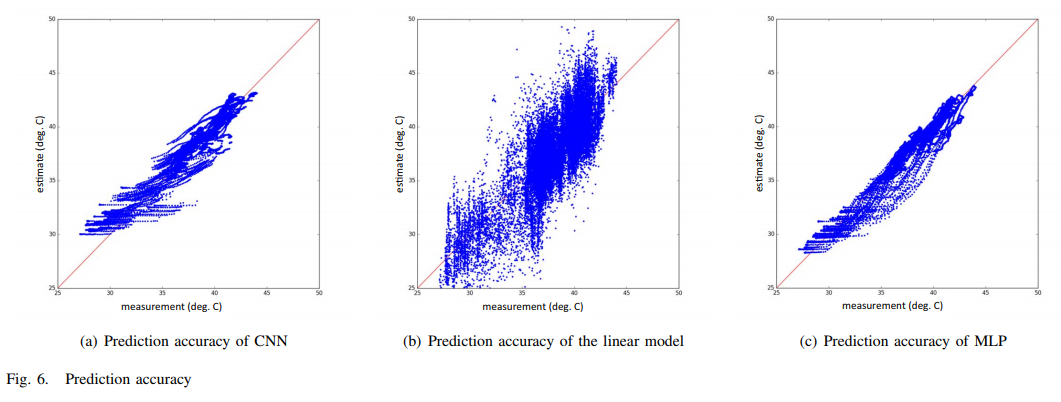 50
45
40
35
30
25
estimate (deg. C)
25 30 35 40 45 50
measurement (deg. C)
(a) Prediction accuracy of CNN
50
45
40
35
30
25
estimate (deg. C)
25 30 35 40 45 50
measurement (deg. C)
(b) Prediction accuracy of the linear model
50
45
40
35
30
25
estimate (deg. C)
25 30 35 40 45 50
measurement (deg. C)
(c) Prediction accuracy of MLP
Fig. 6. Prediction accuracy